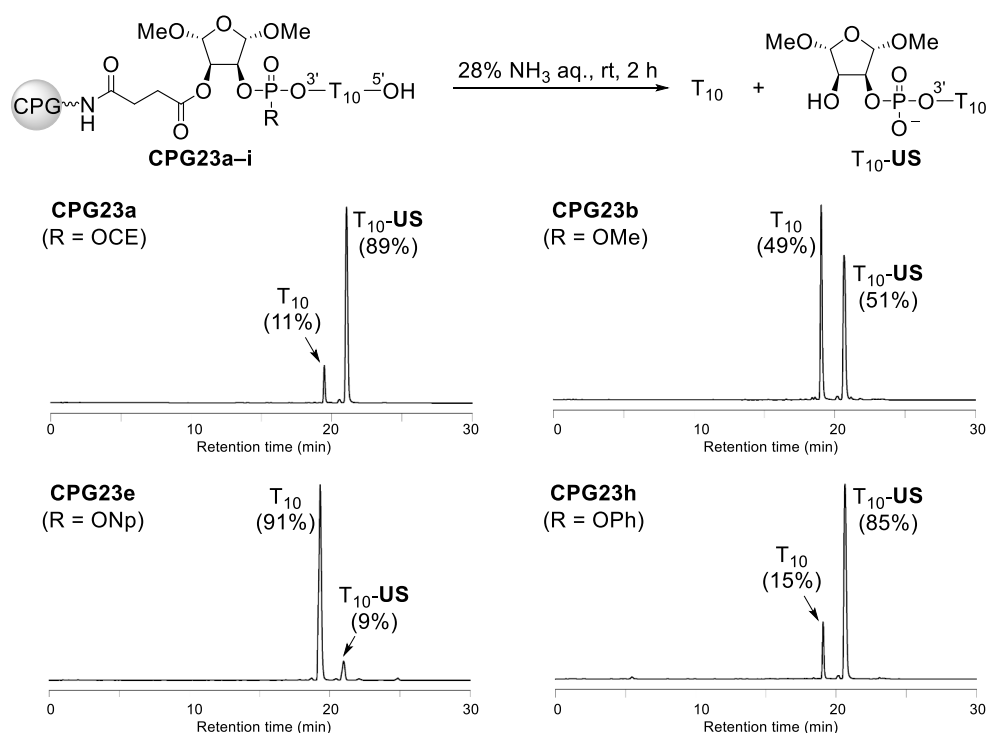 MeO O OMe
O O O 3' 5'
CPG N H O O O–P–O–T₁₀–OH
O R
CPG23a–i
28% NH₃ aq., rt, 2 h
T₁₀ +
MeO O OMe
HO O–P–O–T₁₀
O 3'
O⁻
T₁₀-US
CPG23a
(R = OCE)
T₁₀-US
(89%)
T₁₀
(11%)
0 10 20 30
Retention time (min)
CPG23b
(R = OMe)
T₁₀
(49%)
T₁₀-US
(51%)
0 10 20 30
Retention time (min)
CPG23e
(R = ONp)
T₁₀
(91%)
T₁₀-US
(9%)
0 10 20 30
Retention time (min)
CPG23h
(R = OPh)
T₁₀-US
(85%)
T₁₀
(15%)
0 10 20 30
Retention time (min)